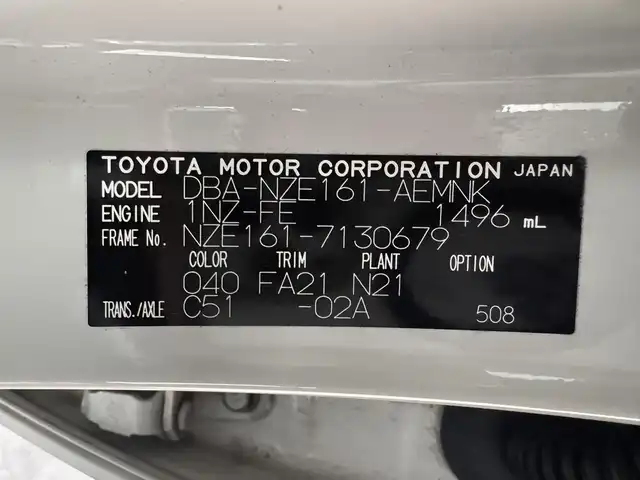 TOYOTA MOTOR CORPORATION JAPAN
MODEL DBA-NZE161-AEMNK
ENGINE 1NZ-FE 1496 mL
FRAME No. NZE161-7130679
COLOR TRIM PLANT OPTION
040 FA21 N21
TRANS./AXLE C51 -02A 508